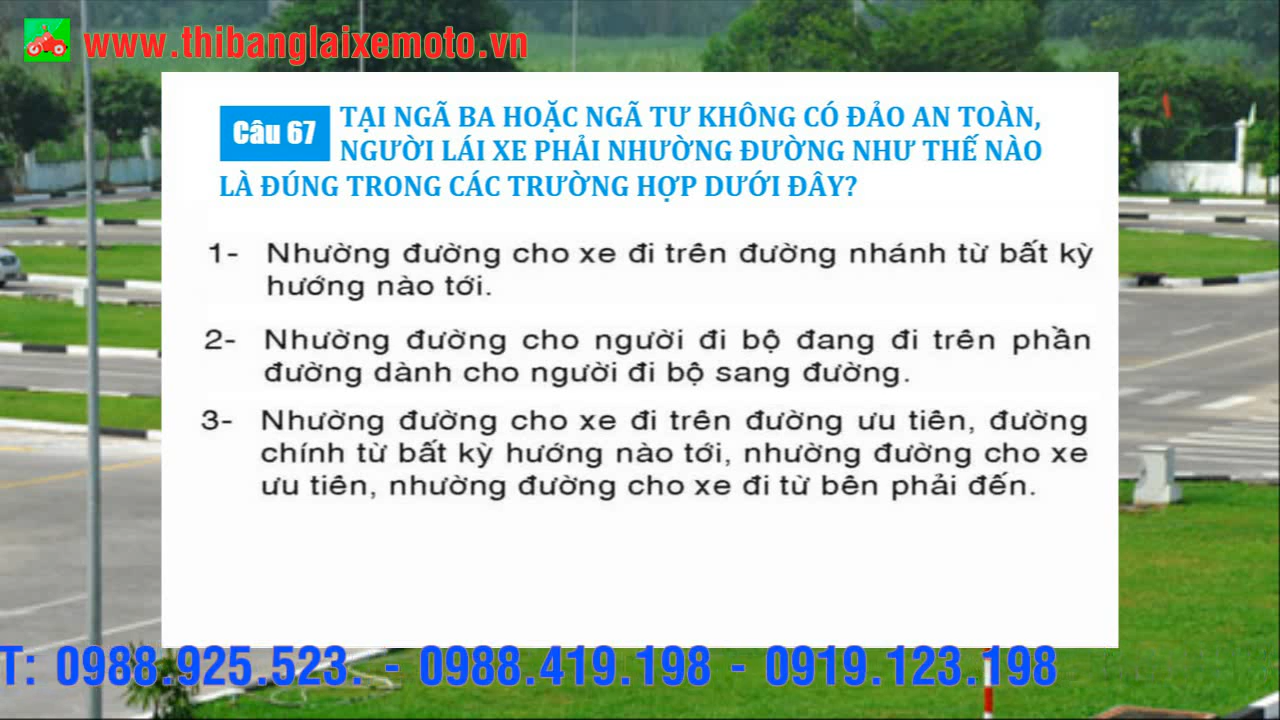 www.thibanglaixemoto.vn
Câu 67
TẠI NGÃ BA HOẶC NGÃ TƯ KHÔNG CÓ ĐẢO AN TOÀN,
NGƯỜI LÁI XE PHẢI NHƯỜNG ĐƯỜNG NHƯ THẾ NÀO
LÀ ĐÚNG TRONG CÁC TRƯỜNG HỢP DƯỚI ĐÂY?
1- Nhường đường cho xe đi trên đường nhánh từ bất kỳ
hướng nào tới.
2- Nhường đường cho người đi bộ đang đi trên phần
đường dành cho người đi bộ sang đường.
3- Nhường đường cho xe đi trên đường ưu tiên, đường
chính từ bất kỳ hướng nào tới, nhường đường cho xe
ưu tiên, nhường đường cho xe đi từ bên phải đến.
T: 0988.925.523. - 0988.419.198 - 0919.123.198